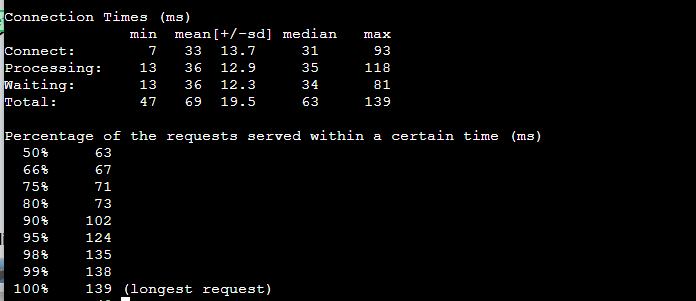 Connection Times (ms)
              min  mean[+/-sd] median   max
Connect:        7   33  13.7     31      93
Processing:    13   36  12.9     35     118
Waiting:       13   36  12.3     34      81
Total:         47   69  19.5     63     139
Percentage of the requests served within a certain time (ms)
  50%     63
  66%     67
  75%     71
  80%     73
  90%    102
  95%    124
  98%    135
  99%    138
 100%    139 (longest request)